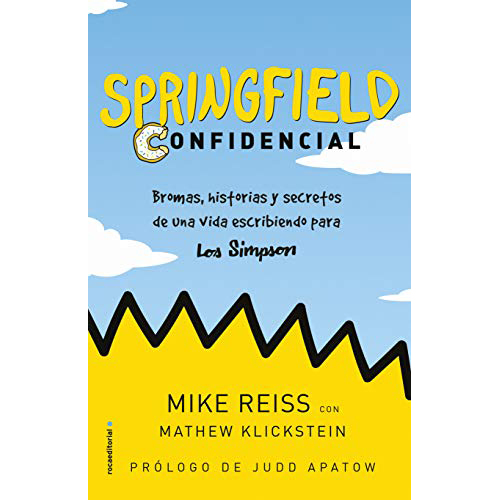 SPRINGFIELD
CONFIDENCIAL
Bromas, historias y secretos
de una vida escribiendo para
Los Simpson
MIKE REISS CON
MATHEW KLICKSTEIN
PRÓLOGO DE JUDD APATOW
rocaeditorial